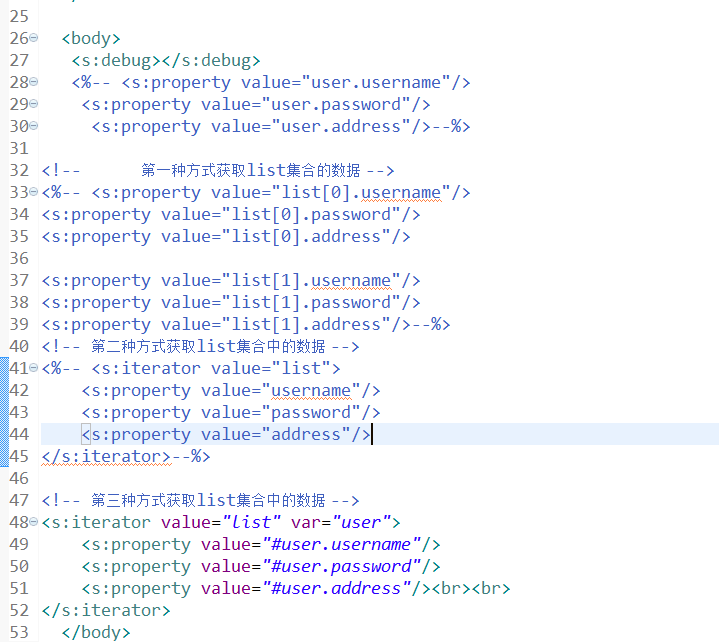 25
26 <body>
27 <s:debug></s:debug>
28 <%-- <s:property value="user.username"/>
29 <s:property value="user.password"/>
30 <s:property value="user.address"/>--%>
31
32 <!-- 第一种方式获取list集合的数据 -->
33 <%-- <s:property value="list[0].username"/>
34 <s:property value="list[0].password"/>
35 <s:property value="list[0].address"/>
36
37 <s:property value="list[1].username"/>
38 <s:property value="list[1].password"/>
39 <s:property value="list[1].address"/>--%>
40 <!-- 第二种方式获取list集合中的数据 -->
41 <%-- <s:iterator value="list">
42 <s:property value="username"/>
43 <s:property value="password"/>
44 <s:property value="address"/>
45 </s:iterator>--%>
46
47 <!-- 第三种方式获取list集合中的数据 -->
48 <s:iterator value="list" var="user">
49 <s:property value="#user.username"/>
50 <s:property value="#user.password"/>
51 <s:property value="#user.address"/><br><br>
52 </s:iterator>
53 </body>